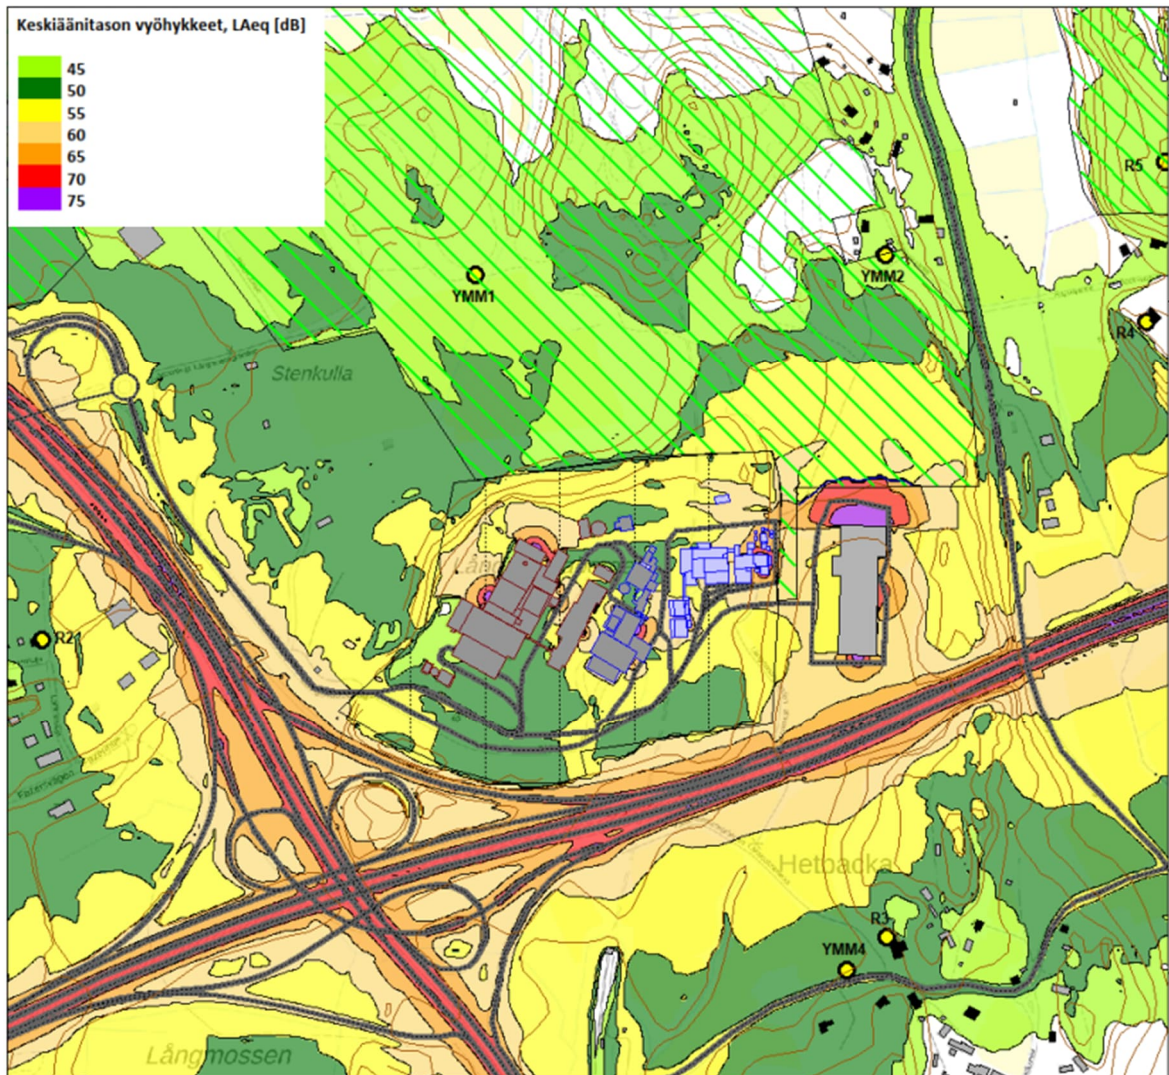 Keskiäänitason vyöhykkeet, LAeq [dB]
45
50
55
60
65
70
75
R5
YMM1
YMM2
R4
Stenkulla
Lång
R2
Hetbacka
R3
YMM4
Långmossen